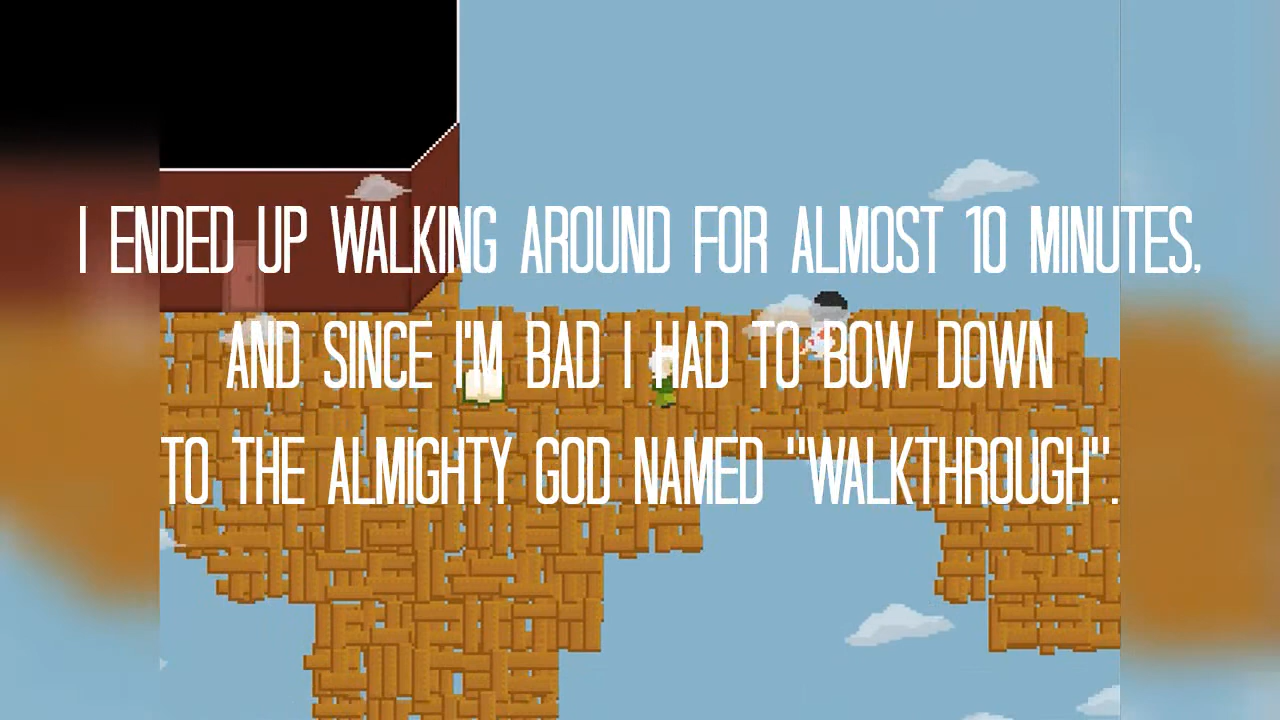 I ENDED UP WALKING AROUND FOR ALMOST 10 MINUTES,
AND SINCE I'M BAD I HAD TO BOW DOWN
TO THE ALMIGHTY GOD NAMED "WALKTHROUGH".